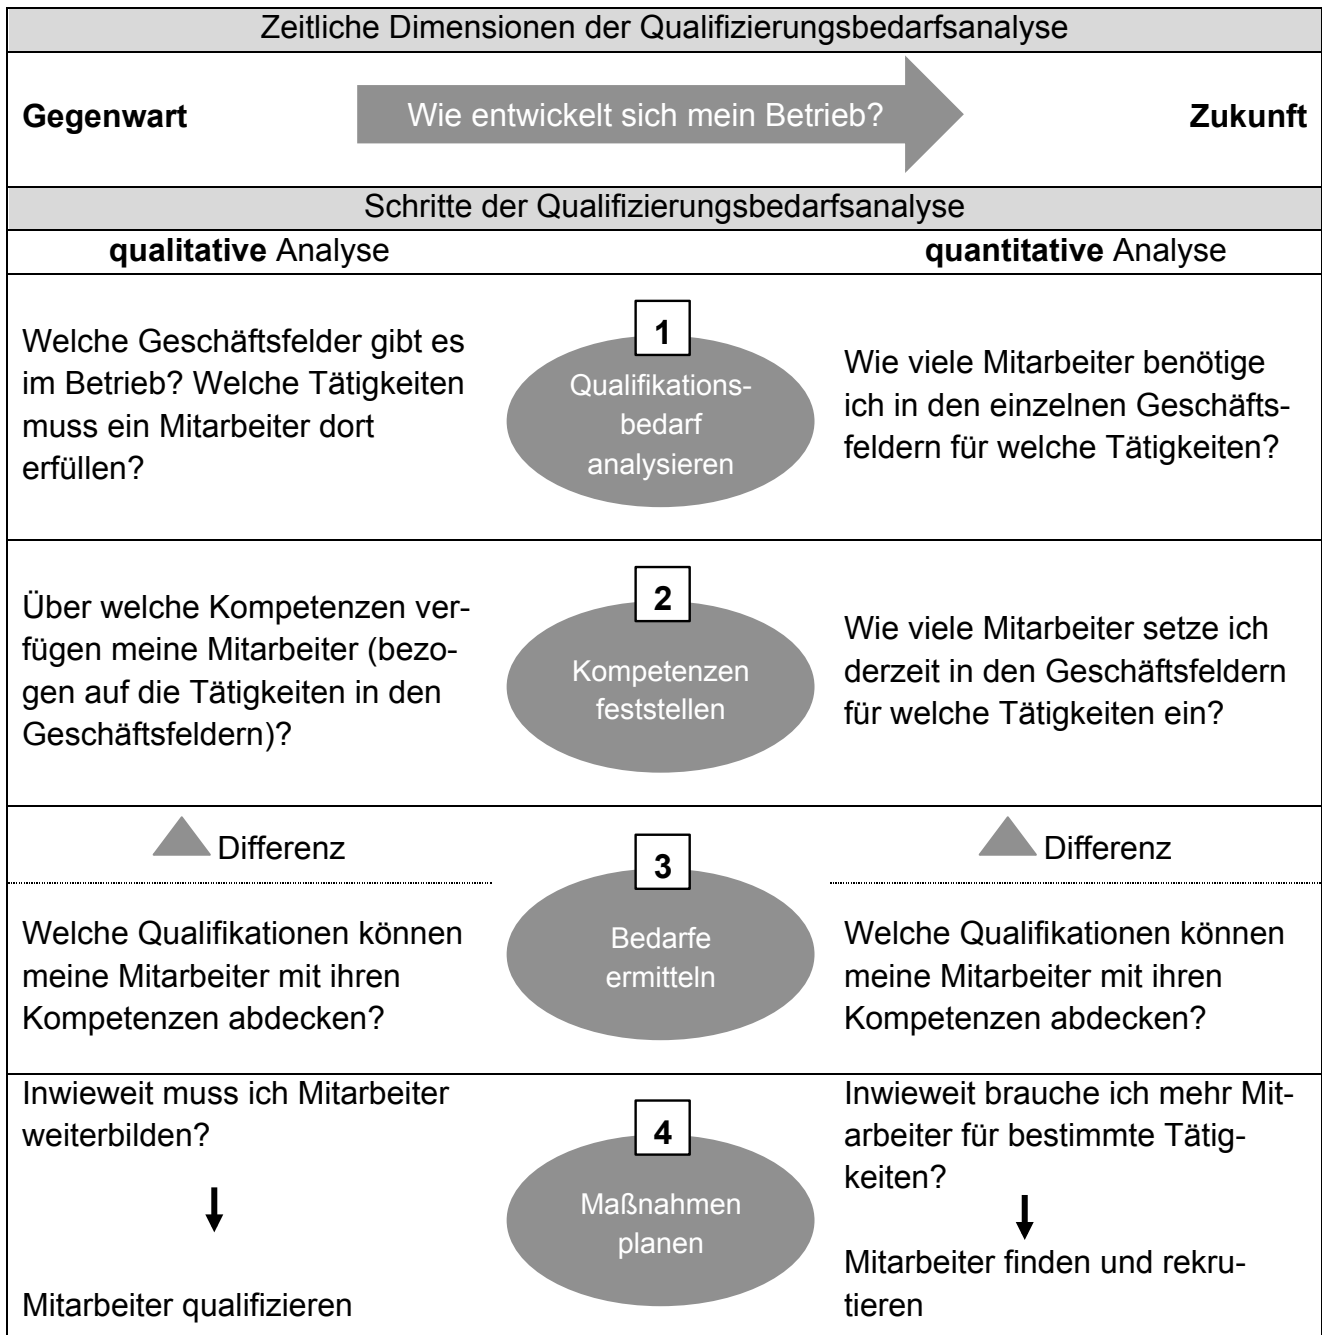 Zeitliche Dimensionen der Qualifizierungsbedarfsanalyse
Gegenwart
Wie entwickelt sich mein Betrieb?
Zukunft
Schritte der Qualifizierungsbedarfsanalyse
qualitative Analyse
quantitative Analyse
Welche Geschäftsfelder gibt es
im Betrieb? Welche Tätigkeiten
muss ein Mitarbeiter dort
erfüllen?
1
Qualifikations-
bedarf
analysieren
Wie viele Mitarbeiter benötige
ich in den einzelnen Geschäfts-
feldern für welche Tätigkeiten?
Über welche Kompetenzen ver-
fügen meine Mitarbeiter (bezo-
gen auf die Tätigkeiten in den
Geschäftsfeldern)?
2
Kompetenzen
feststellen
Wie viele Mitarbeiter setze ich
derzeit in den Geschäftsfeldern
für welche Tätigkeiten ein?
Differenz
Welche Qualifikationen können
meine Mitarbeiter mit ihren
Kompetenzen abdecken?
3
Bedarfe
ermitteln
Differenz
Welche Qualifikationen können
meine Mitarbeiter mit ihren
Kompetenzen abdecken?
Inwieweit muss ich Mitarbeiter
weiterbilden?
Mitarbeiter qualifizieren
4
Maßnahmen
planen
Inwieweit brauche ich mehr Mit-
arbeiter für bestimmte Tätig-
keiten?
Mitarbeiter finden und rekru-
tieren